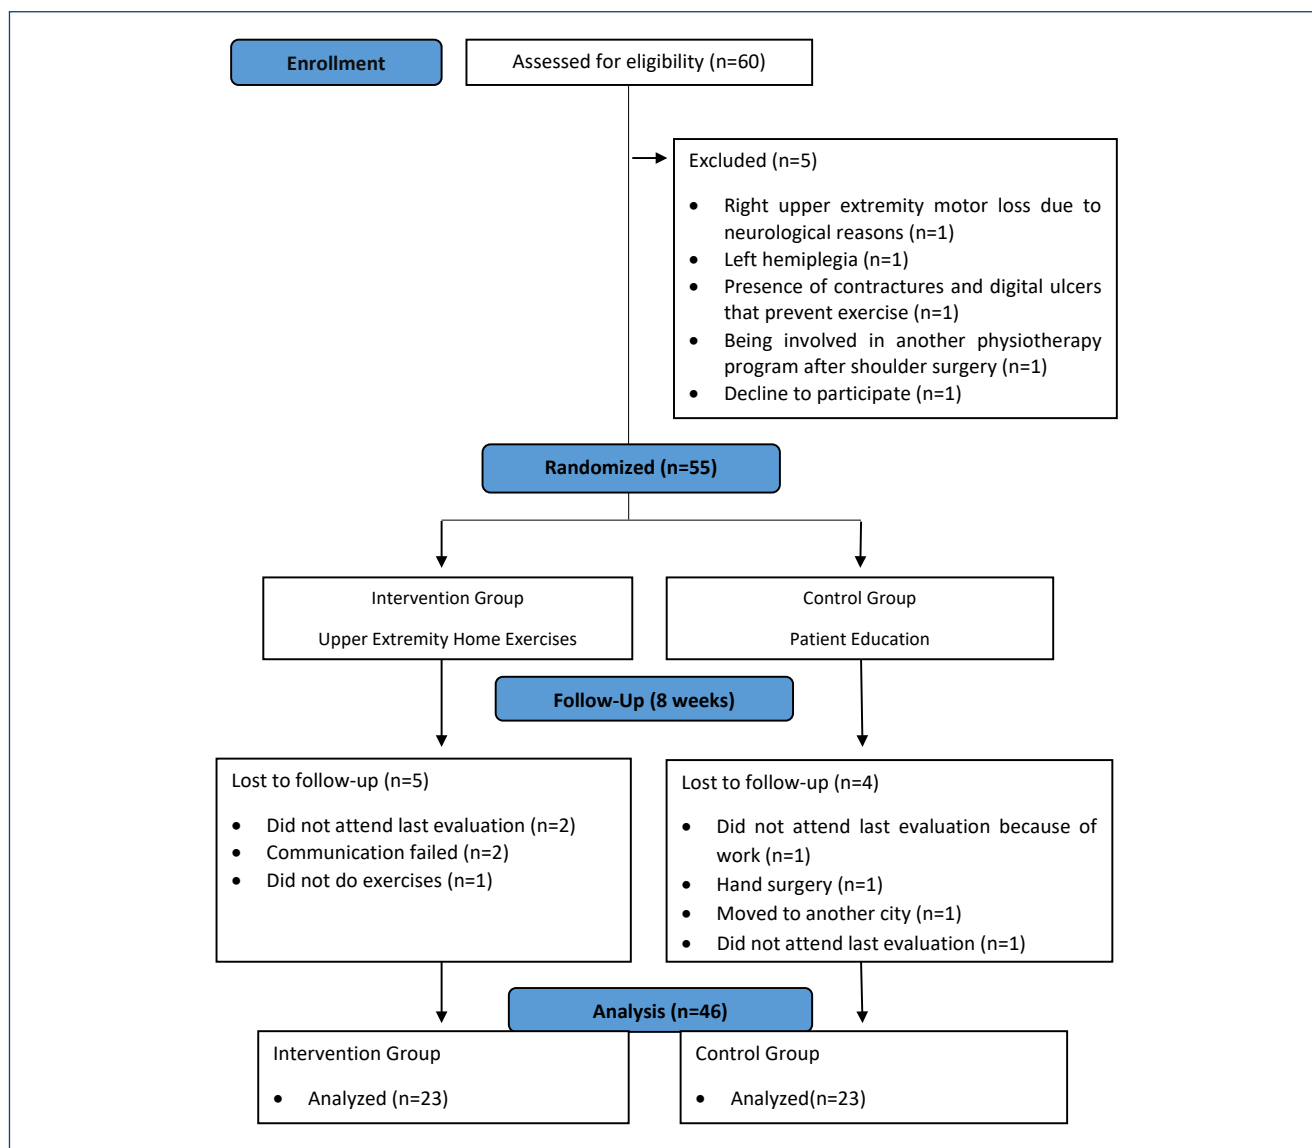 Enrollment
Assessed for eligibility (n=60)
Excluded (n=5)
• Right upper extremity motor loss due to
neurological reasons (n=1)
• Left hemiplegia (n=1)
• Presence of contractures and digital ulcers
that prevent exercise (n=1)
• Being involved in another physiotherapy
program after shoulder surgery (n=1)
• Decline to participate (n=1)
Randomized (n=55)
Intervention Group
Upper Extremity Home Exercises
Control Group
Patient Education
Follow-Up (8 weeks)
Lost to follow-up (n=5)
• Did not attend last evaluation (n=2)
• Communication failed (n=2)
• Did not do exercises (n=1)
Lost to follow-up (n=4)
• Did not attend last evaluation because of
work (n=1)
• Hand surgery (n=1)
• Moved to another city (n=1)
• Did not attend last evaluation (n=1)
Analysis (n=46)
Intervention Group
• Analyzed (n=23)
Control Group
• Analyzed(n=23)